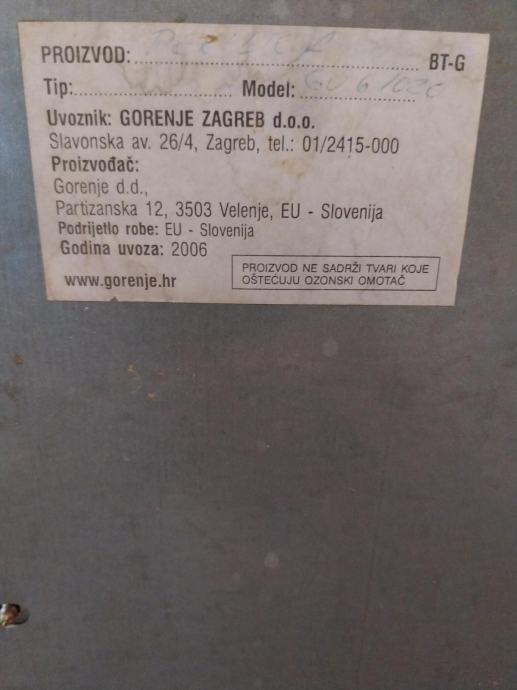 PROIZVOD: PERILICA BT-G
Tip: Model:
Uvoznik: GORENJE ZAGREB d.o.o.
Slavonska av. 26/4, Zagreb, tel.: 01/2415-000
Proizvođač:
Gorenje d.d.,
Partizanska 12, 3503 Velenje, EU - Slovenija
Podrijetlo robe: EU - Slovenija
Godina uvoza: 2006
www.gorenje.hr
PROIZVOD NE SADRŽI TVARI KOJE
OŠTEĆUJU OZONSKI OMOTAČ